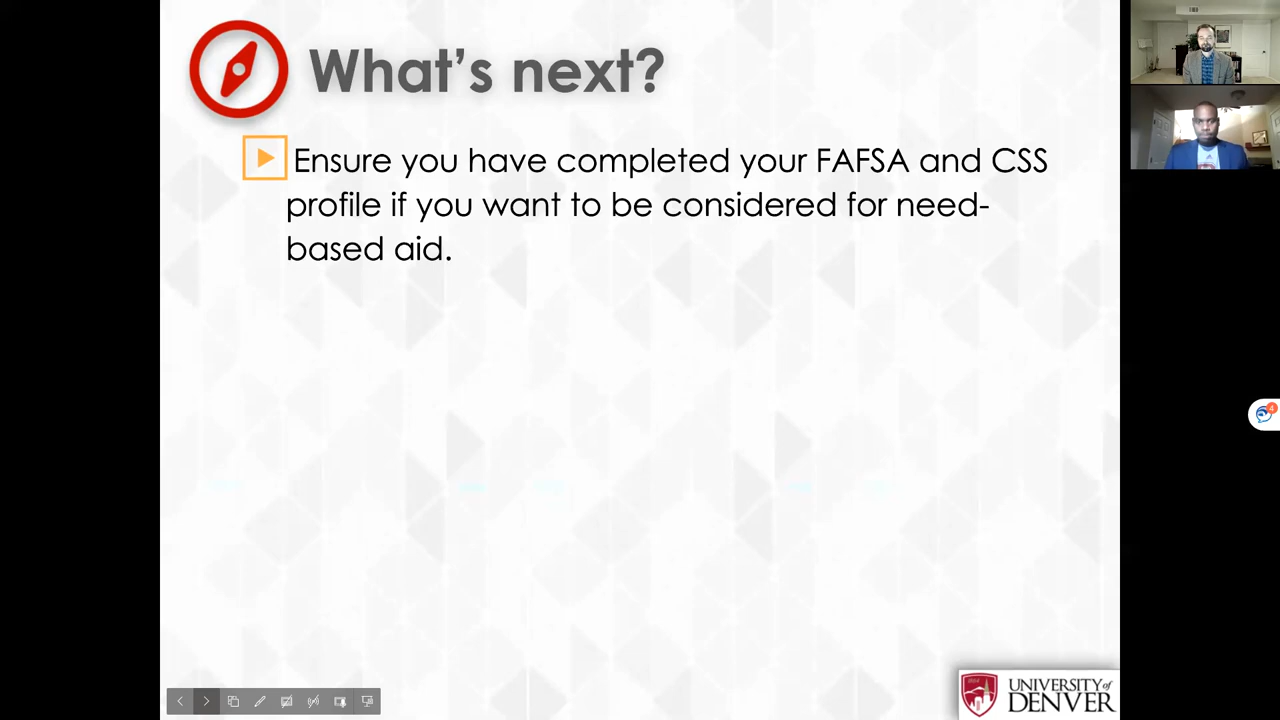 What's next?
Ensure you have completed your FAFSA and CSS
profile if you want to be considered for need-
based aid.
4
UNIVERSITY of
DENVER